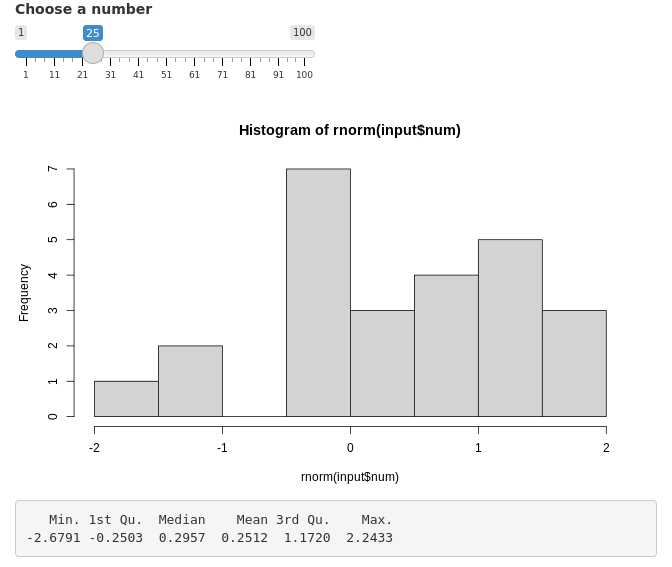 Choose a number
1 25 100
1 11 21 31 41 51 61 71 81 91 100
Histogram of rnorm(input$num)
Frequency
7
6
5
4
3
2
1
0
-2 -1 0 1 2
rnorm(input$num)
Min. 1st Qu. Median Mean 3rd Qu. Max.
-2.6791 -0.2503 0.2957 0.2512 1.1720 2.2433